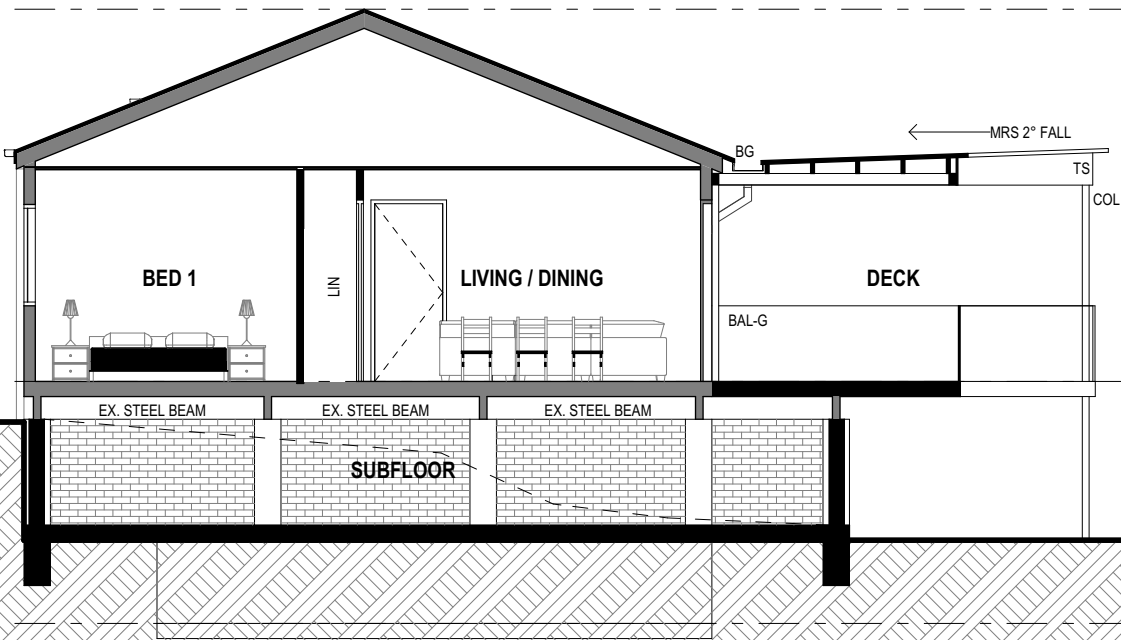 MRS 2° FALL
BG
TS
COL
BED 1
LIN
LIVING / DINING
DECK
BAL-G
EX. STEEL BEAM
EX. STEEL BEAM
EX. STEEL BEAM
SUBFLOOR